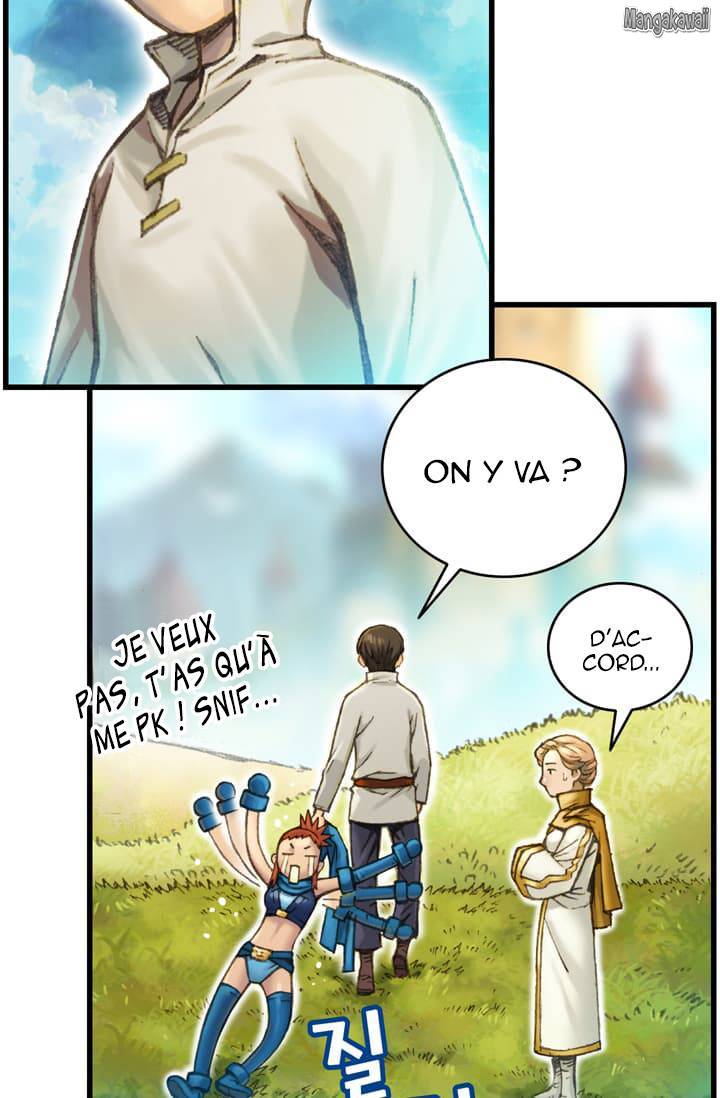 Mangakawaii
ON Y VA ?
D'AC-
CORD...
JE VEUX
PAS, T'AS QU'À
ME PK ! SNIF...
질